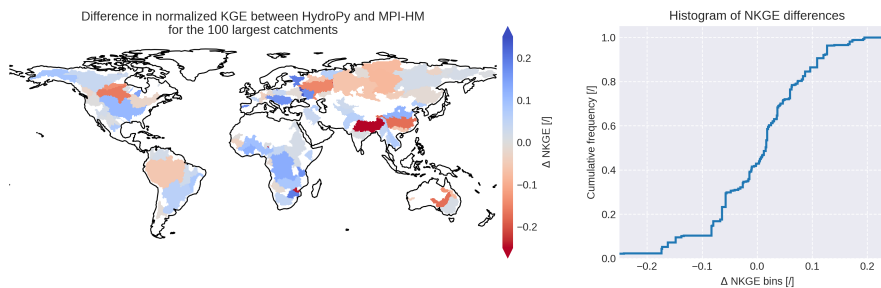 Difference in normalized KGE between HydroPy and MPI-HM
for the 100 largest catchments
0.2
0.1
0.0
−0.1
−0.2
Δ NKGE [/]
Histogram of NKGE differences
1.0
0.8
0.6
0.4
0.2
0.0
Cumulative frequency [/]
−0.2 −0.1 0.0 0.1 0.2
Δ NKGE bins [/]